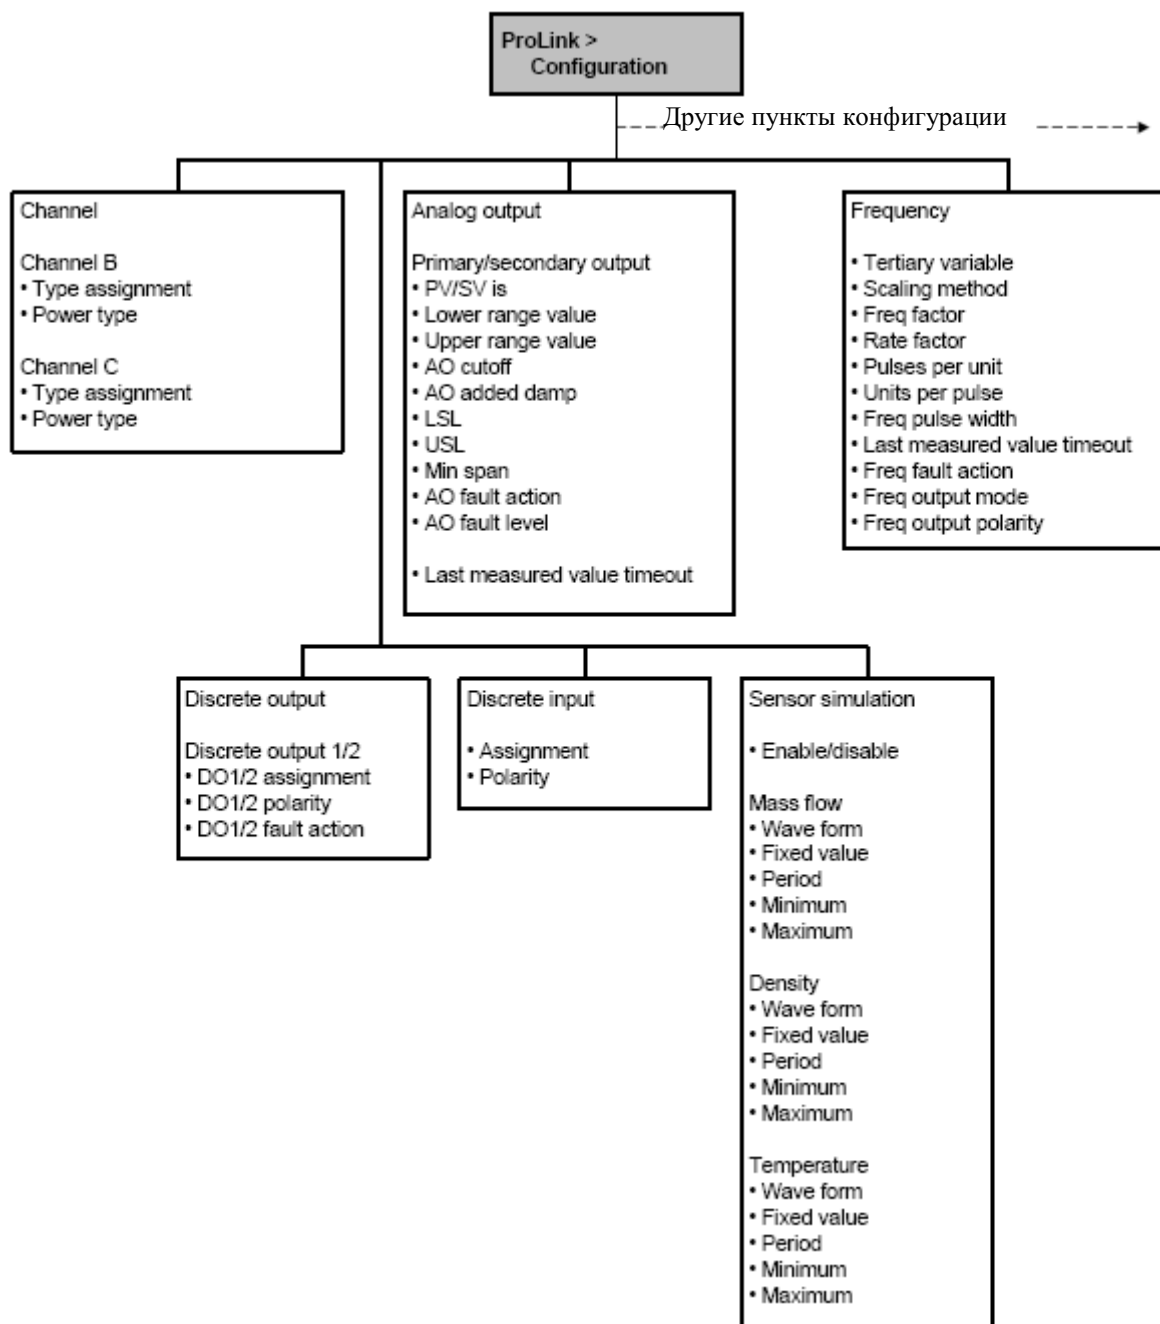 ProLink >
Configuration
Другие пункты конфигурации
Channel
Channel B
• Type assignment
• Power type
Channel C
• Type assignment
• Power type
Analog output
Primary/secondary output
• PV/SV is
• Lower range value
• Upper range value
• AO cutoff
• AO added damp
• LSL
• USL
• Min span
• AO fault action
• AO fault level
• Last measured value timeout
Frequency
• Tertiary variable
• Scaling method
• Freq factor
• Rate factor
• Pulses per unit
• Units per pulse
• Freq pulse width
• Last measured value timeout
• Freq fault action
• Freq output mode
• Freq output polarity
Discrete output
Discrete output 1/2
• DO1/2 assignment
• DO1/2 polarity
• DO1/2 fault action
Discrete input
• Assignment
• Polarity
Sensor simulation
• Enable/disable
Mass flow
• Wave form
• Fixed value
• Period
• Minimum
• Maximum
Density
• Wave form
• Fixed value
• Period
• Minimum
• Maximum
Temperature
• Wave form
• Fixed value
• Period
• Minimum
• Maximum